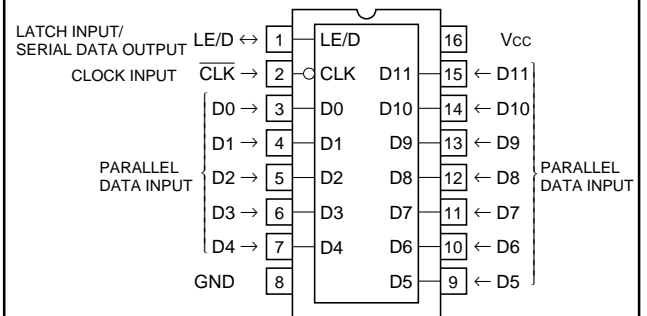 LATCH INPUT/
SERIAL DATA OUTPUT LE/D ↔ 1 LE/D 16 Vcc
CLOCK INPUT CLK → 2 CLK D11 15 ← D11
D0 → 3 D0 D10 14 ← D10
D1 → 4 D1 D9 13 ← D9
PARALLEL
DATA INPUT
D2 → 5 D2 D8 12 ← D8
PARALLEL
DATA INPUT
D3 → 6 D3 D7 11 ← D7
D4 → 7 D4 D6 10 ← D6
GND 8 D5 9 ← D5